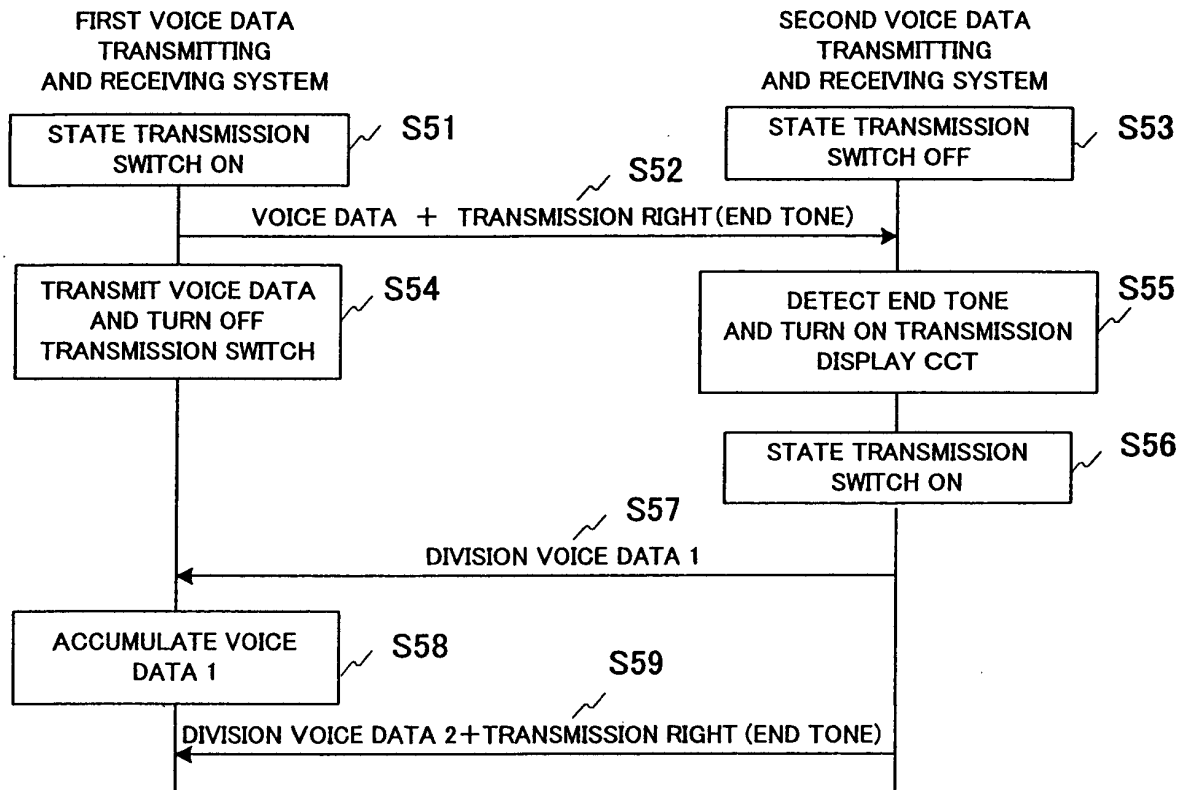 FIRST VOICE DATA
TRANSMITTING
AND RECEIVING SYSTEM
SECOND VOICE DATA
TRANSMITTING
AND RECEIVING SYSTEM
STATE TRANSMISSION
SWITCH ON
S51
STATE TRANSMISSION
SWITCH OFF
S53
S52
VOICE DATA + TRANSMISSION RIGHT(END TONE)
TRANSMIT VOICE DATA
AND TURN OFF
TRANSMISSION SWITCH
S54
DETECT END TONE
AND TURN ON TRANSMISSION
DISPLAY CCT
S55
STATE TRANSMISSION
SWITCH ON
S56
S57
DIVISION VOICE DATA 1
ACCUMULATE VOICE
DATA 1
S58
S59
DIVISION VOICE DATA 2+TRANSMISSION RIGHT (END TONE)